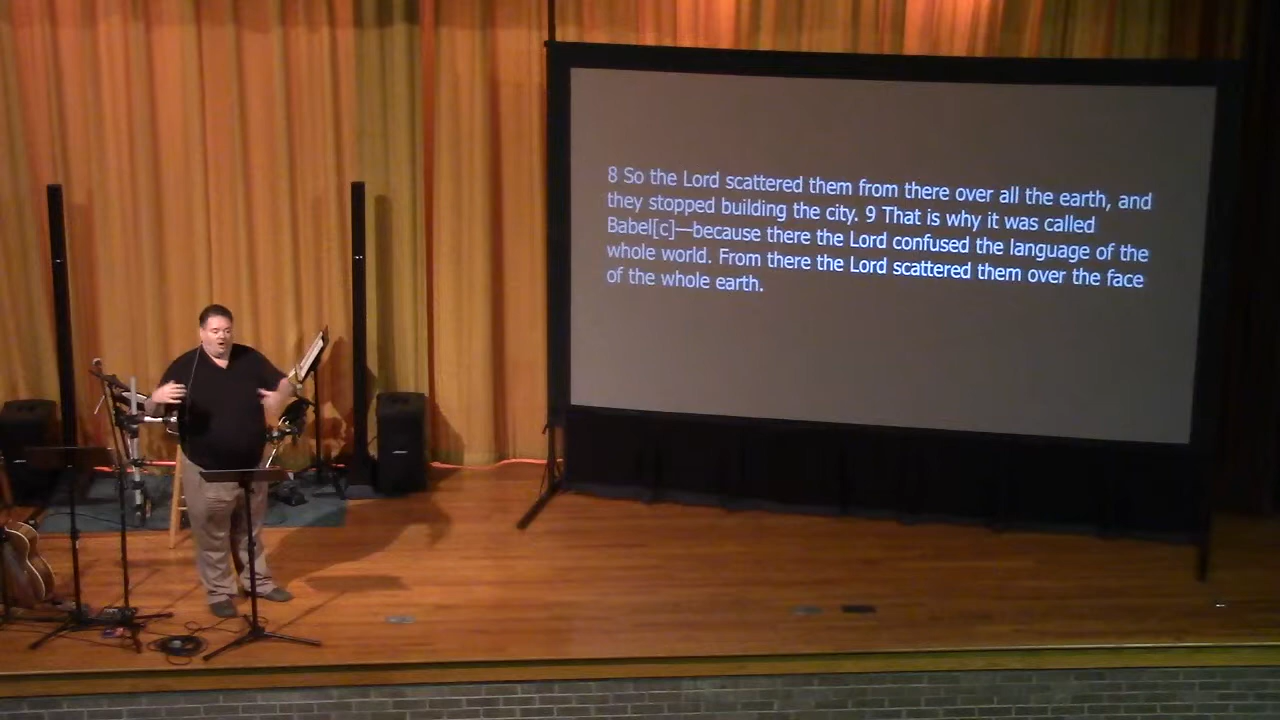 8 So the Lord scattered them from there over all the earth, and
they stopped building the city. 9 That is why it was called
Babel[c]—because there the Lord confused the language of the
whole world. From there the Lord scattered them over the face
of the whole earth.